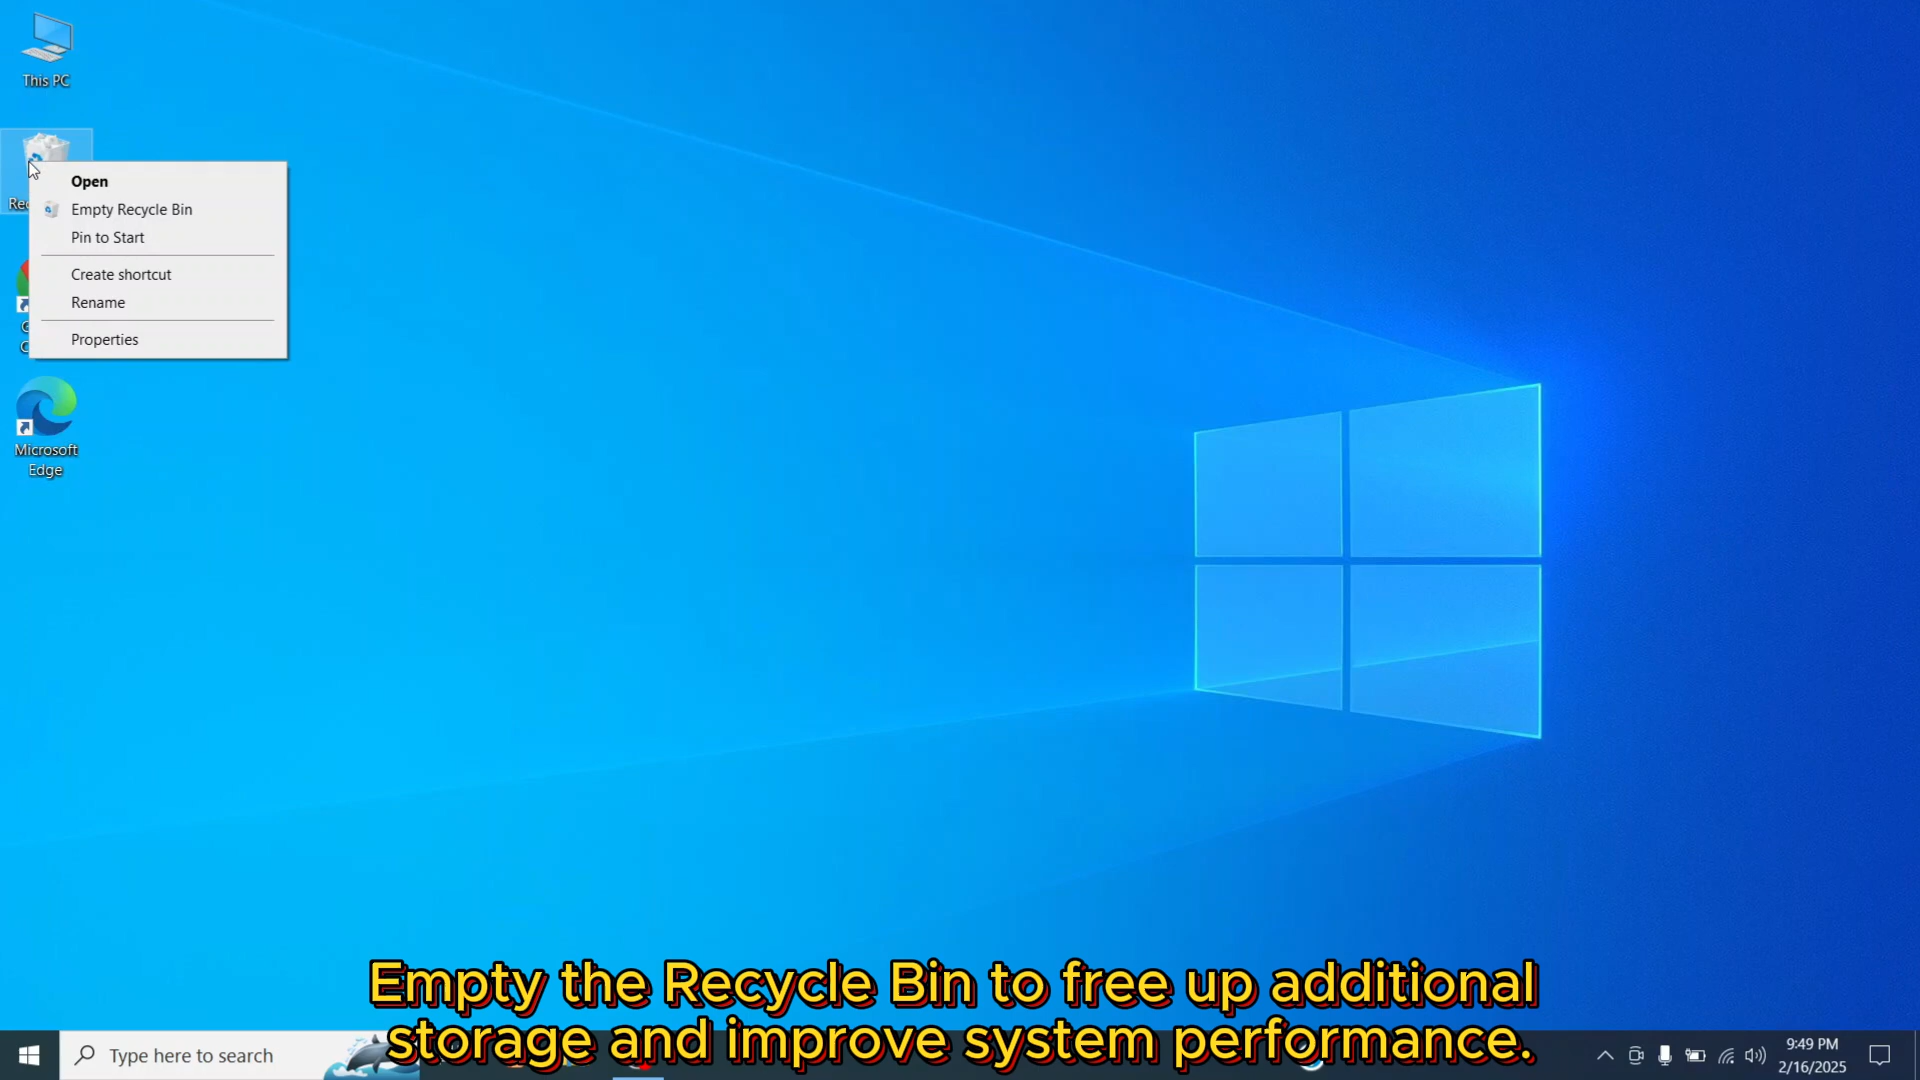 This PC
Open
Empty Recycle Bin
Pin to Start
Create shortcut
Rename
Properties
Microsoft
Edge
Empty the Recycle Bin to free up additional
storage and improve system performance.
Type here to search
9:49 PM
2/16/2025